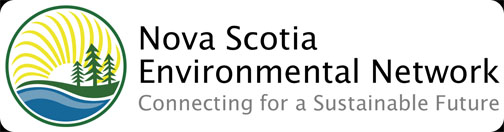 Nova Scotia
Environmental Network
Connecting for a Sustainable Future